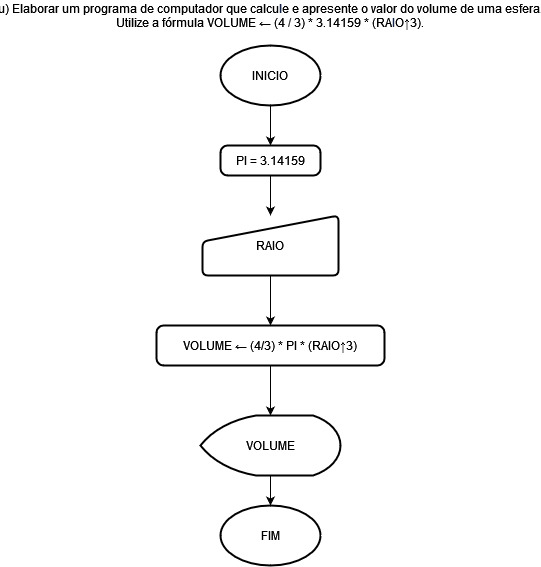 u) Elaborar um programa de computador que calcule e apresente o valor do volume de uma esfera
Utilize a fórmula VOLUME ← (4 / 3) * 3.14159 * (RAIO↑3).
INICIO
PI = 3.14159
RAIO
VOLUME ← (4/3) * PI * (RAIO↑3)
VOLUME
FIM